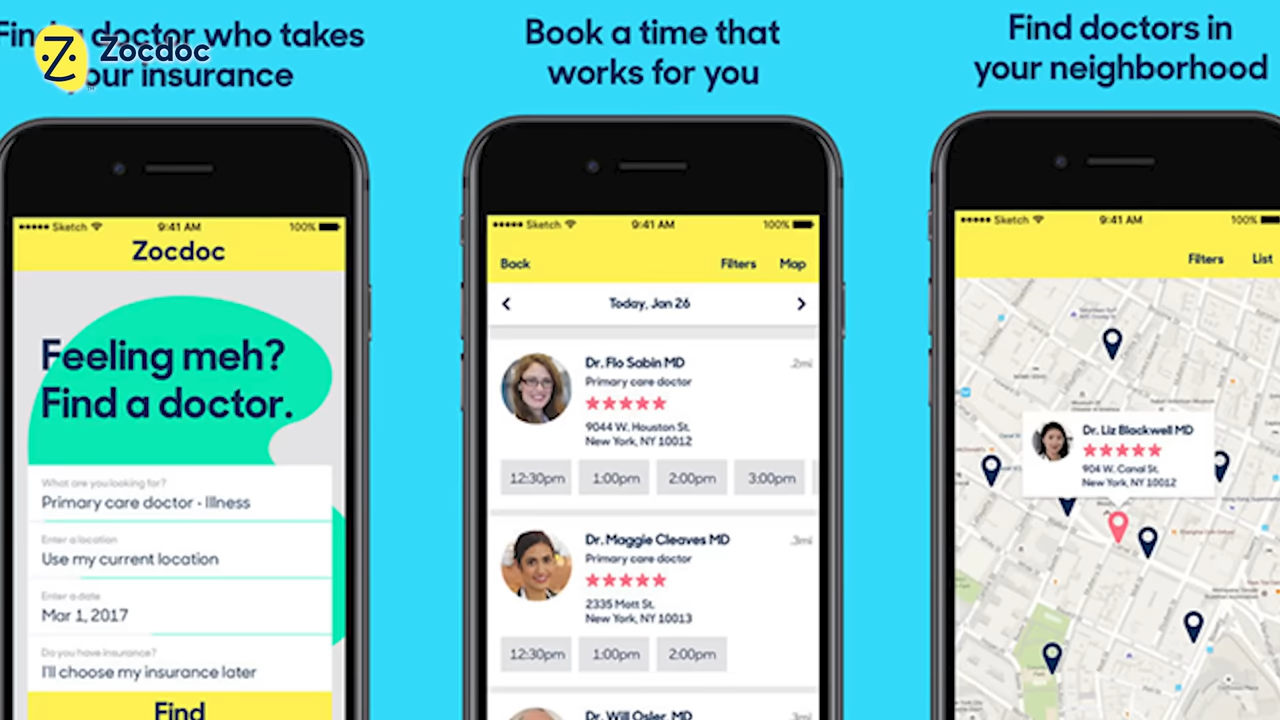 Find a doctor who takes
your insurance
Zocdoc
Sketch 9:41 AM 100%
Zocdoc
Feeling meh?
Find a doctor.
What are you looking for?
Primary care doctor - Illness
Enter a location
Use my current location
Enter a date
Mar 1, 2017
Do you have insurance?
I'll choose my insurance later
Find
Book a time that
works for you
Sketch 9:41 AM 100%
Back Filters Map
Today, Jan 26
Dr. Flo Sabin MD .2mi
Primary care doctor
9044 W. Houston St.
New York, NY 10012
12:30pm 1:00pm 2:00pm 3:00pm
Dr. Maggie Cleaves MD .3mi
Primary care doctor
2335 Mott St.
New York, NY 10013
12:30pm 1:00pm 2:00pm
Dr. Will Osler, MD .3mi
Find doctors in
your neighborhood
Sketch 9:41 AM 100%
Filters List
Dr. Liz Blackwell MD
904 W. Canal St.
New York, NY 10012